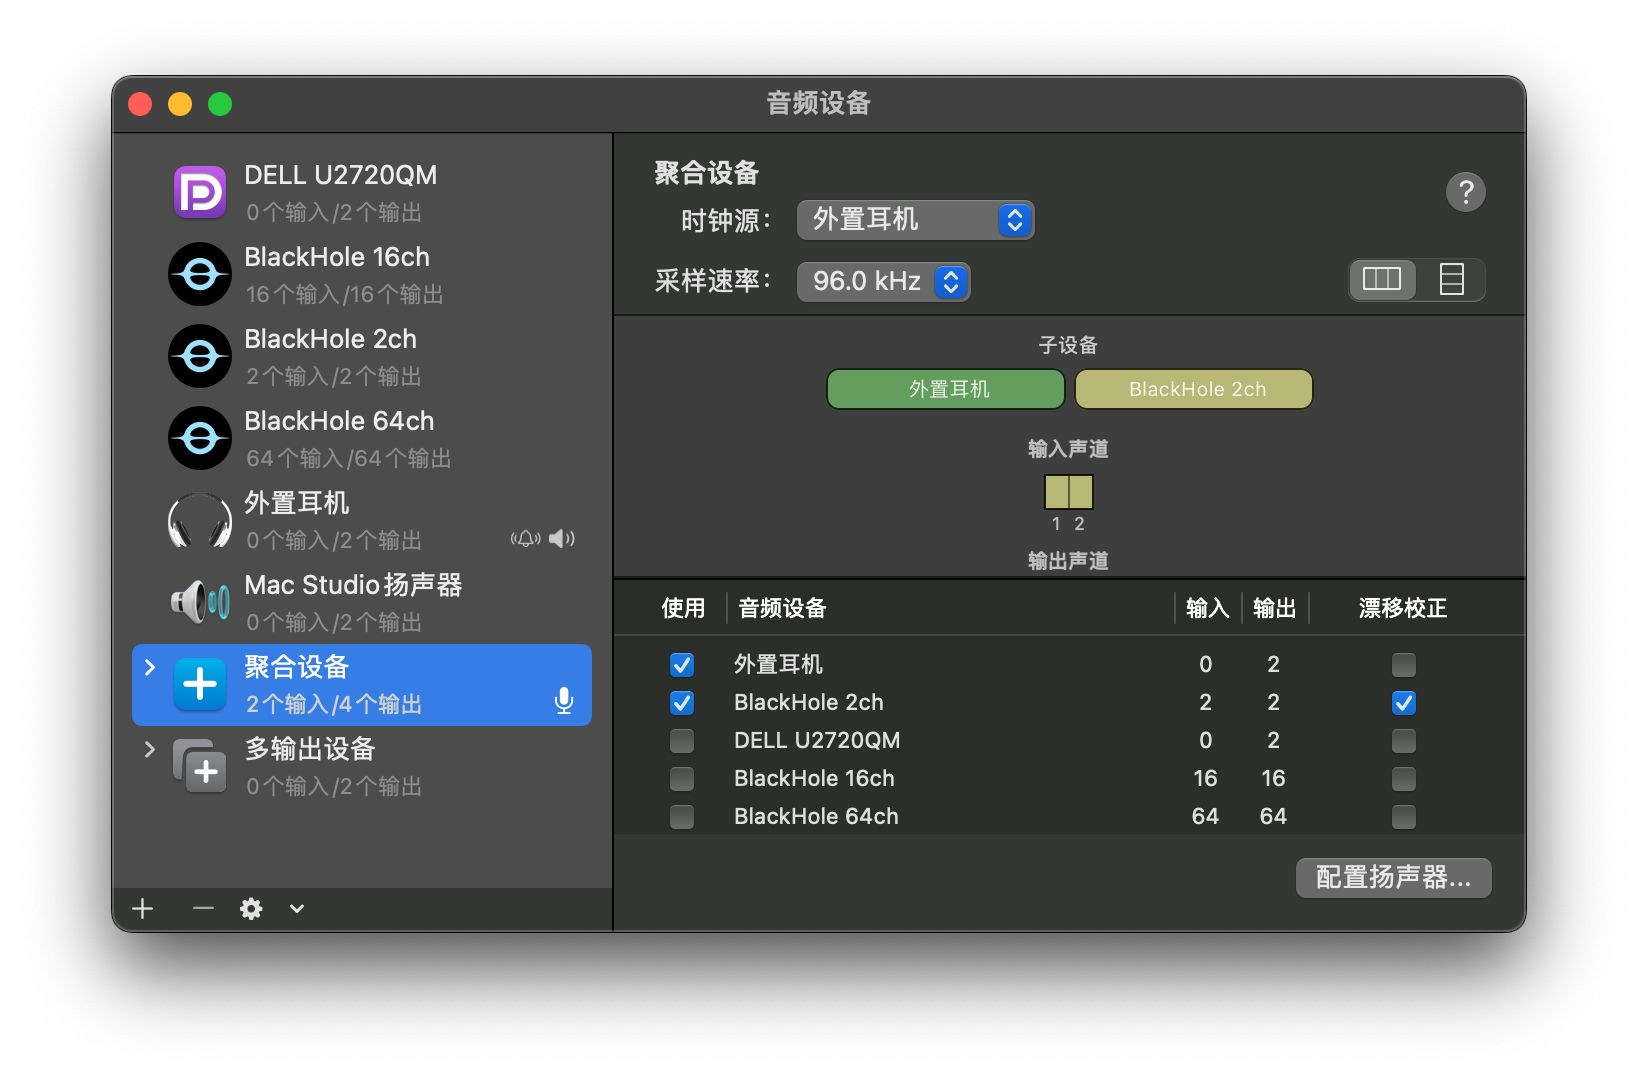 音频设备
DELL U2720QM
0个输入/2个输出
BlackHole 16ch
16个输入/16个输出
BlackHole 2ch
2个输入/2个输出
BlackHole 64ch
64个输入/64个输出
外置耳机
0个输入/2个输出
Mac Studio扬声器
0个输入/2个输出
聚合设备
2个输入/4个输出
多输出设备
0个输入/2个输出
聚合设备
?
时钟源： 外置耳机
采样速率： 96.0 kHz
子设备
外置耳机 BlackHole 2ch
输入声道
1 2
输出声道
使用 音频设备 输入 输出 漂移校正
外置耳机 0 2
BlackHole 2ch 2 2
DELL U2720QM 0 2
BlackHole 16ch 16 16
BlackHole 64ch 64 64
配置扬声器...